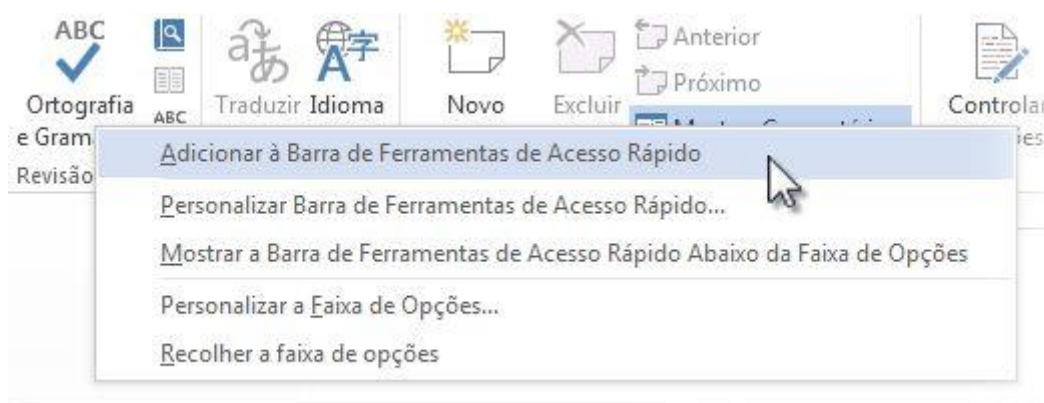 ABC
Ortografia
e Gram
ABC
Traduzir
Idioma
Novo
Excluir
Anterior
Próximo
Controlar
Revisão
Adicionar à Barra de Ferramentas de Acesso Rápido
Personalizar Barra de Ferramentas de Acesso Rápido...
Mostrar a Barra de Ferramentas de Acesso Rápido Abaixo da Faixa de Opções
Personalizar a Faixa de Opções...
Recolher a faixa de opções